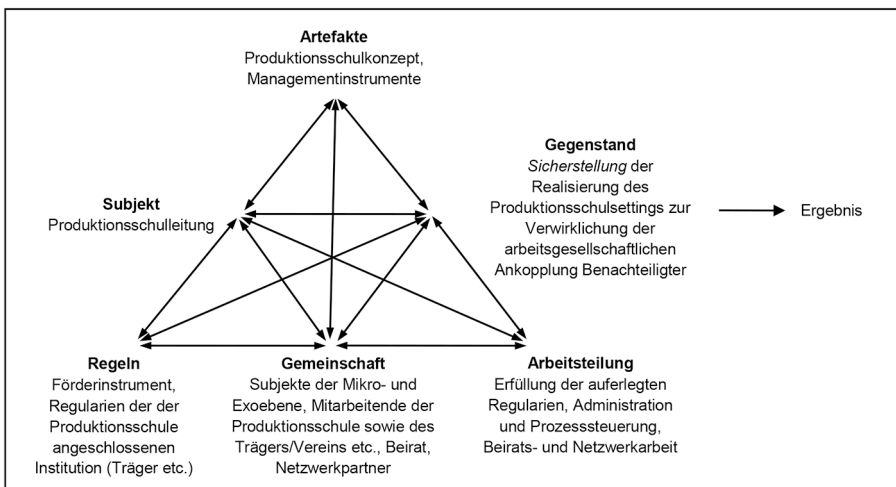 Artefakte
Produktionsschulkonzept,
Managementinstrumente
Subjekt
Produktionsschulleitung
Gegenstand
Sicherstellung der
Realisierung des
Produktionsschulsettings zur
Verwirklichung der
arbeitsgesellschaftlichen
Ankopplung Benachteiligter
Ergebnis
Regeln
Förderinstrument,
Regularien der der
Produktionsschule
angeschlossenen
Institution (Träger etc.)
Gemeinschaft
Subjekte der Mikro- und
Exoebene, Mitarbeitende der
Produktionsschule sowie des
Trägers/Vereins etc., Beirat,
Netzwerkpartner
Arbeitsteilung
Erfüllung der auferlegten
Regularien, Administration
und Prozesssteuerung,
Beirats- und Netzwerkarbeit